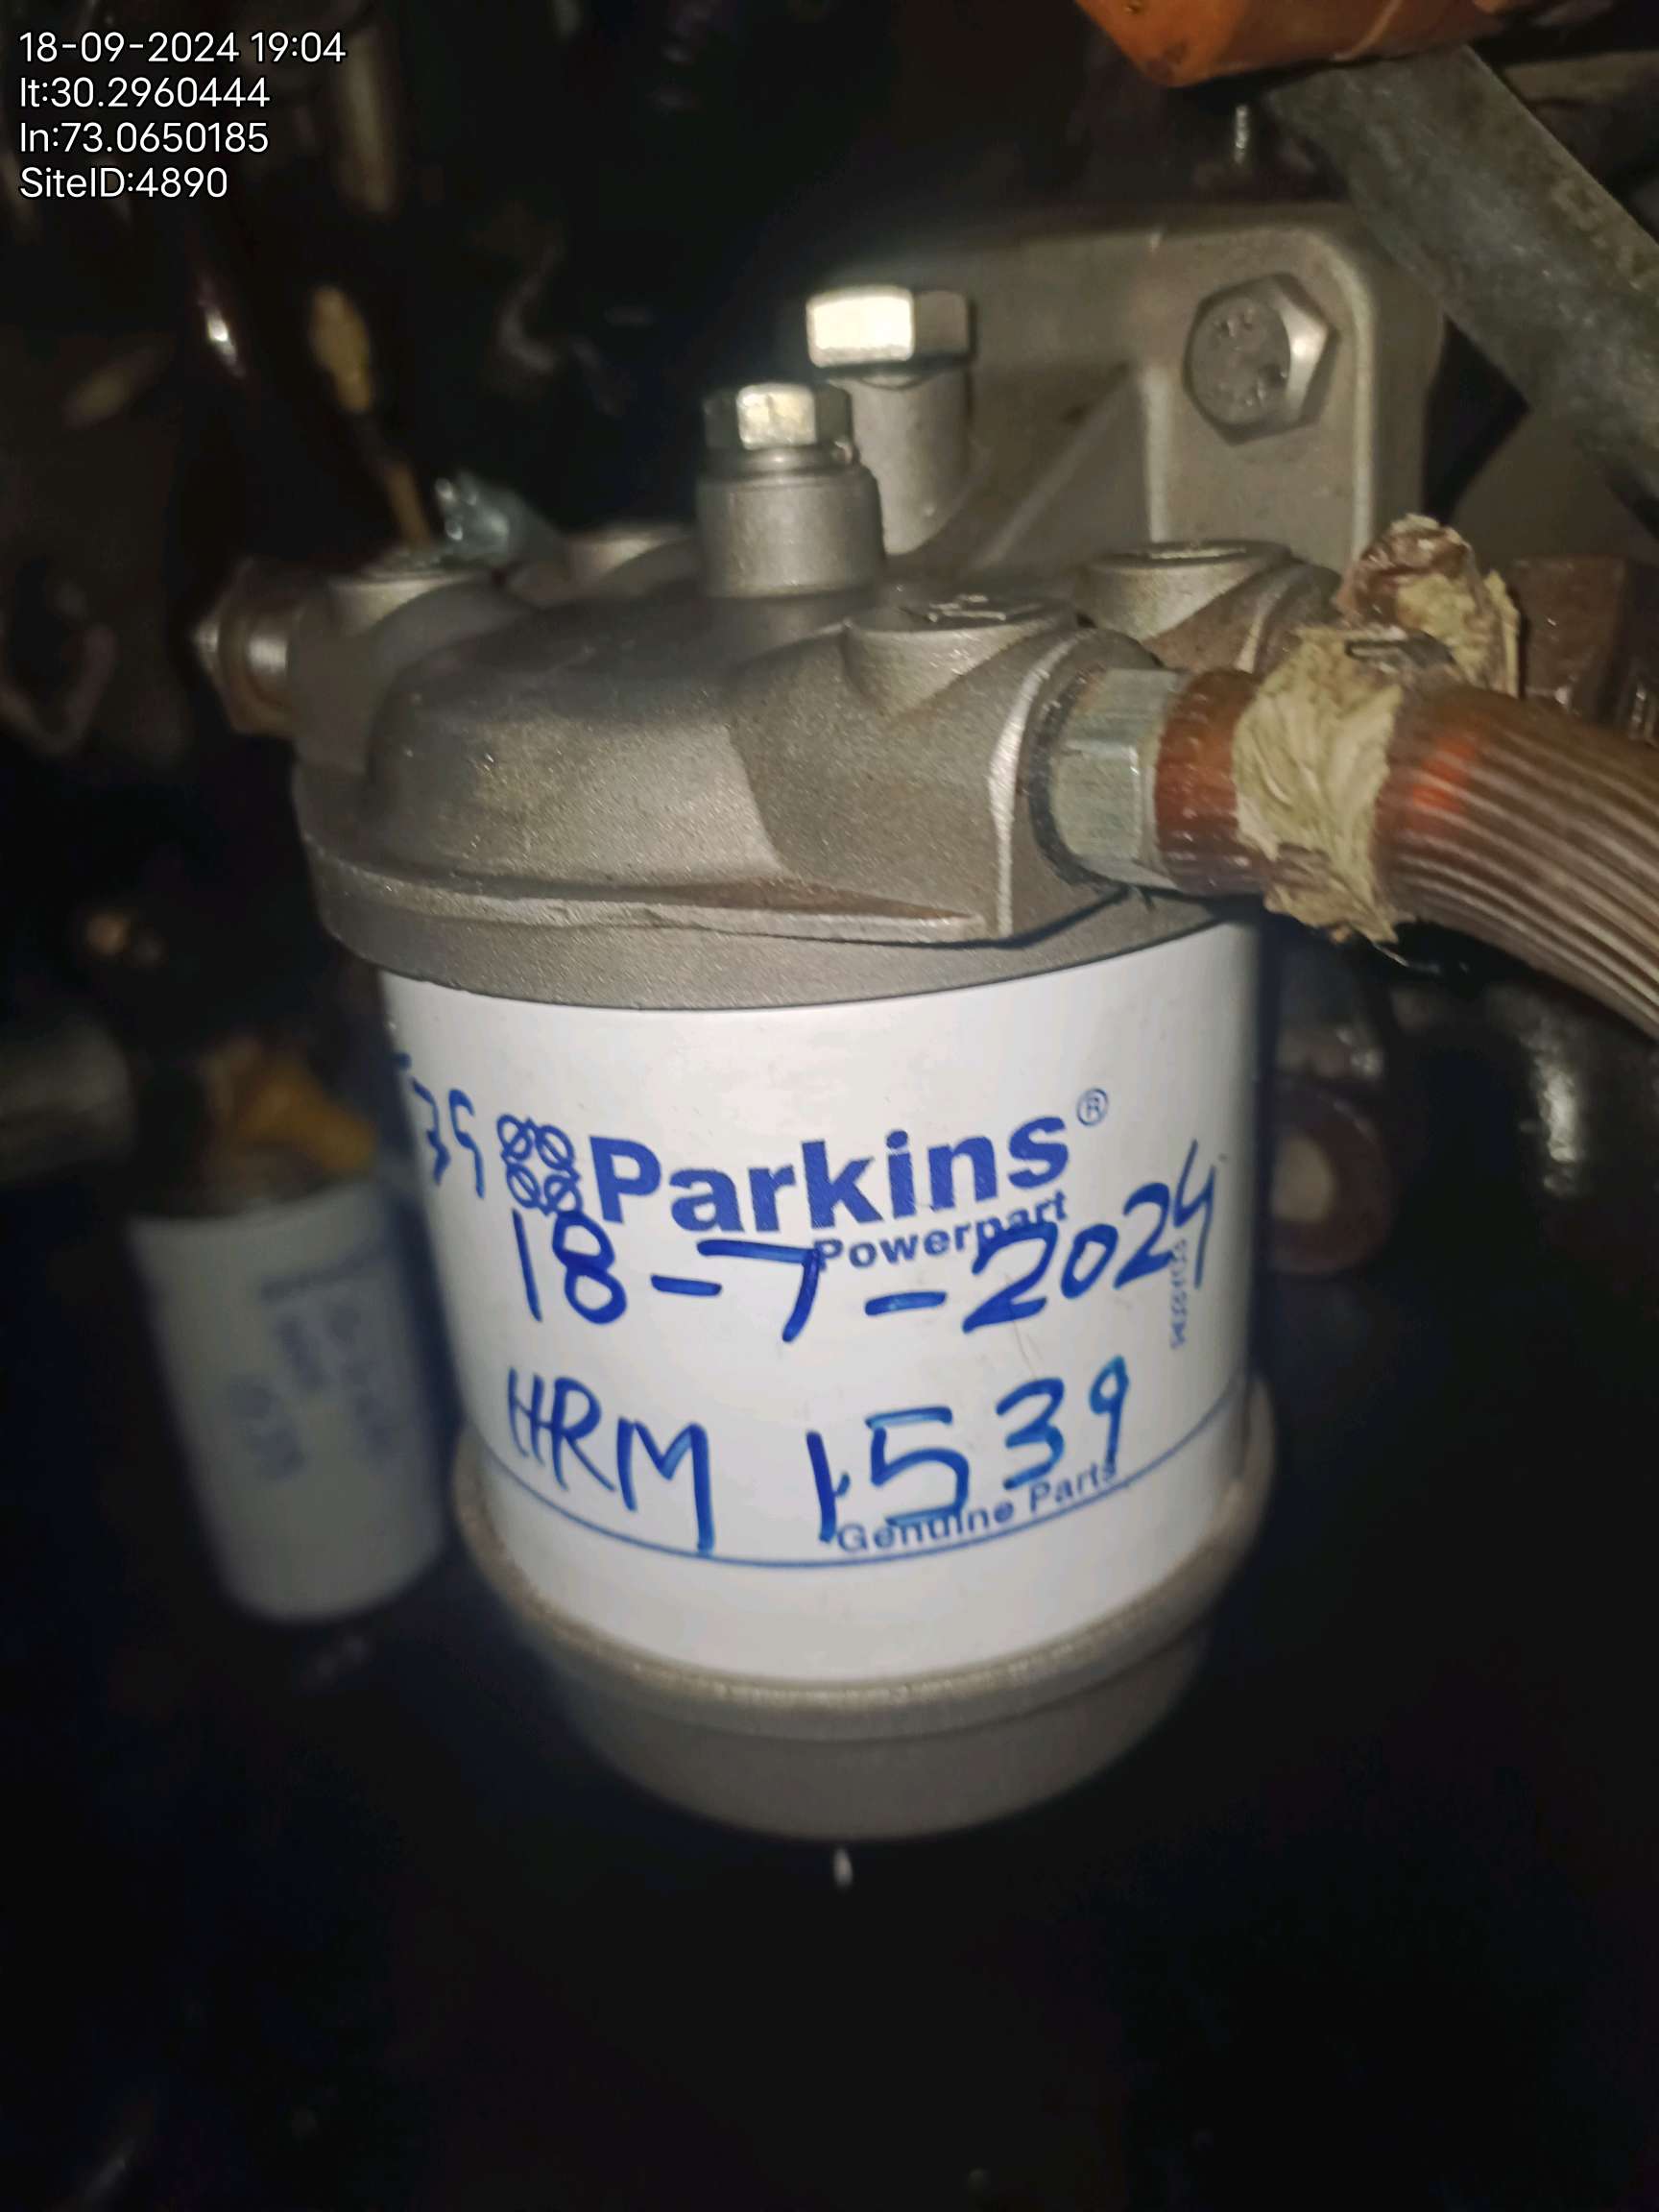 18-09-2024 19:04
lt:30.2960444
ln:73.0650185
SiteID:4890
39
Parkins®
Powerpart
18-7-2024
HRM 1539
Genuine Parts